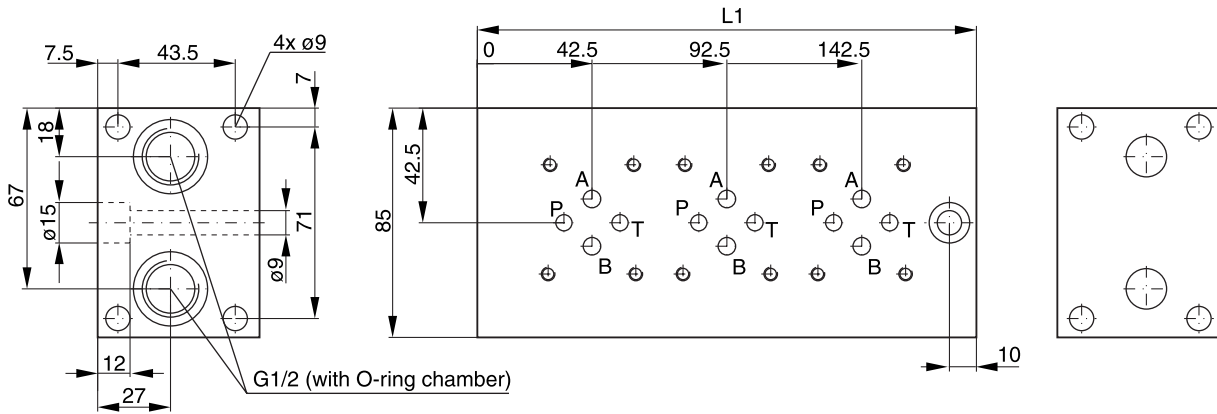 L1
7.5
43.5
4x ø9
7
0
42.5
92.5
142.5
18
67
ø15
71
ø9
42.5
85
A
A
A
P
T
P
T
P
T
B
B
B
12
27
G1/2 (with O-ring chamber)
10